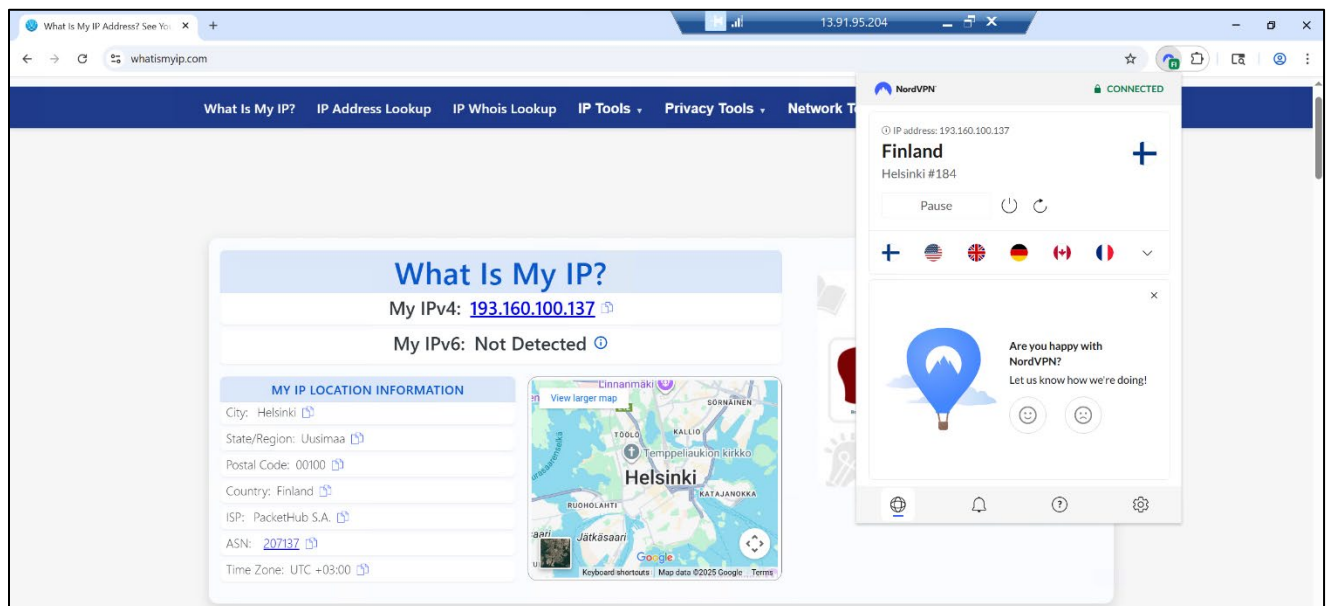 What Is My IP Address? See Yo
13.91.95.204
whatismyip.com
FI
What Is My IP?
IP Address Lookup
IP Whois Lookup
IP Tools
Privacy Tools
Network T
NordVPN
CONNECTED
IP address: 193.160.100.137
Finland
Helsinki #184
Pause
Are you happy with
NordVPN?
Let us know how we're doing!
What Is My IP?
My IPv4: 193.160.100.137
My IPv6: Not Detected
MY IP LOCATION INFORMATION
City: Helsinki
State/Region: Uusimaa
Postal Code: 00100
Country: Finland
ISP: PacketHub S.A.
ASN: 207137
Time Zone: UTC +03:00
View larger map
Linnanmäki
SÖRNÄINEN
TÖÖLÖ
KALLIO
Temppeliaukion kirkko
Helsinki
KATAJANOKKA
RUOHOLAHTI
Jätkäsaari
Google
Keyboard shortcuts
Map data ©2025 Google
Terms